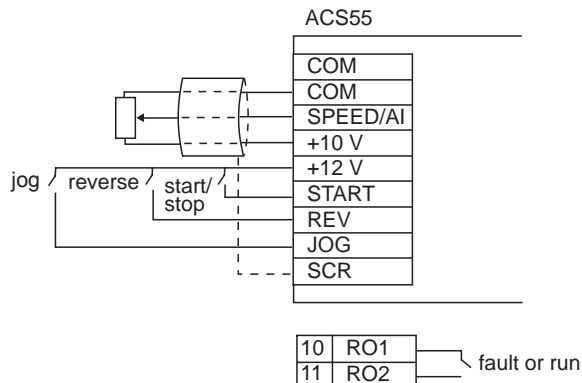 ACS55
COM
COM
SPEED/AI
+10 V
+12 V
START
REV
JOG
SCR
jog
reverse
start/
stop
10 RO1
11 RO2
fault or run